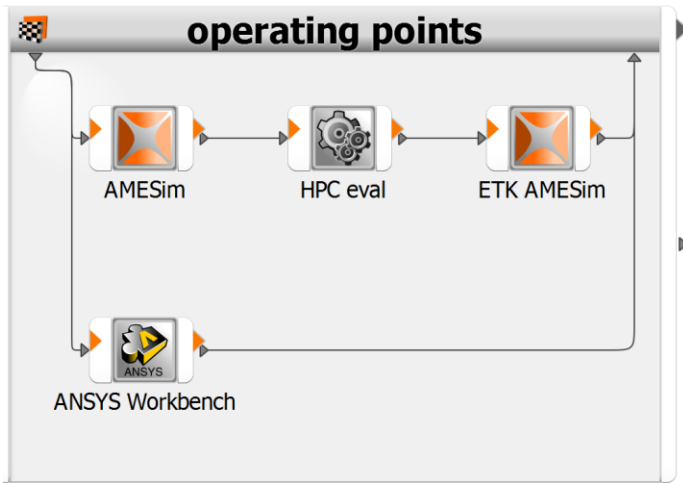 operating points
AMESim
HPC eval
ETK AMESim
ANSYS
ANSYS Workbench